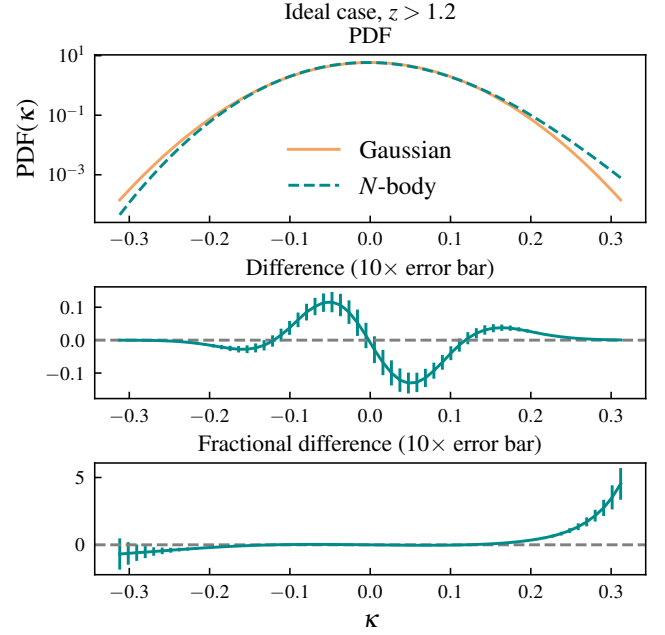 Ideal case, z > 1.2
PDF
PDF(κ)
10¹
10⁻¹
10⁻³
Gaussian
N-body
−0.3 −0.2 −0.1 0.0 0.1 0.2 0.3
Difference (10× error bar)
0.1
0.0
−0.1
−0.3 −0.2 −0.1 0.0 0.1 0.2 0.3
Fractional difference (10× error bar)
5
0
−0.3 −0.2 −0.1 0.0 0.1 0.2 0.3
κ